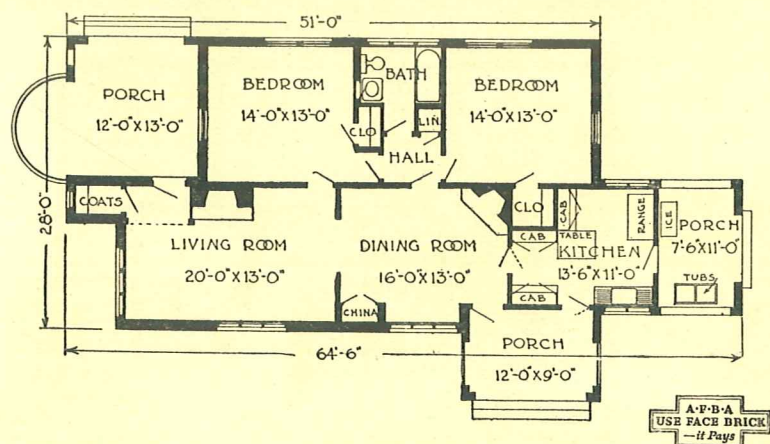 51'-0"
28'-0"
PORCH
12'-0"X13'-0"
BEDROOM
14'-0"X13'-0"
BATH
BEDROOM
14'-0"X13'-0"
CLO
LIN.
HALL
COATS
LIVING ROOM
20'-0"X13'-0"
DINING ROOM
16'-0"X13'-0"
CLO
CAB
TABLE
RANGE
CAB
KITCHEN
13'-6"X11'-0"
CAB
ICE
PORCH
7'-6"X11'-0"
TUBS
CHINA
PORCH
12'-0"X9'-0"
64'-6"
A·F·B·A
USE FACE BRICK
—it Pays